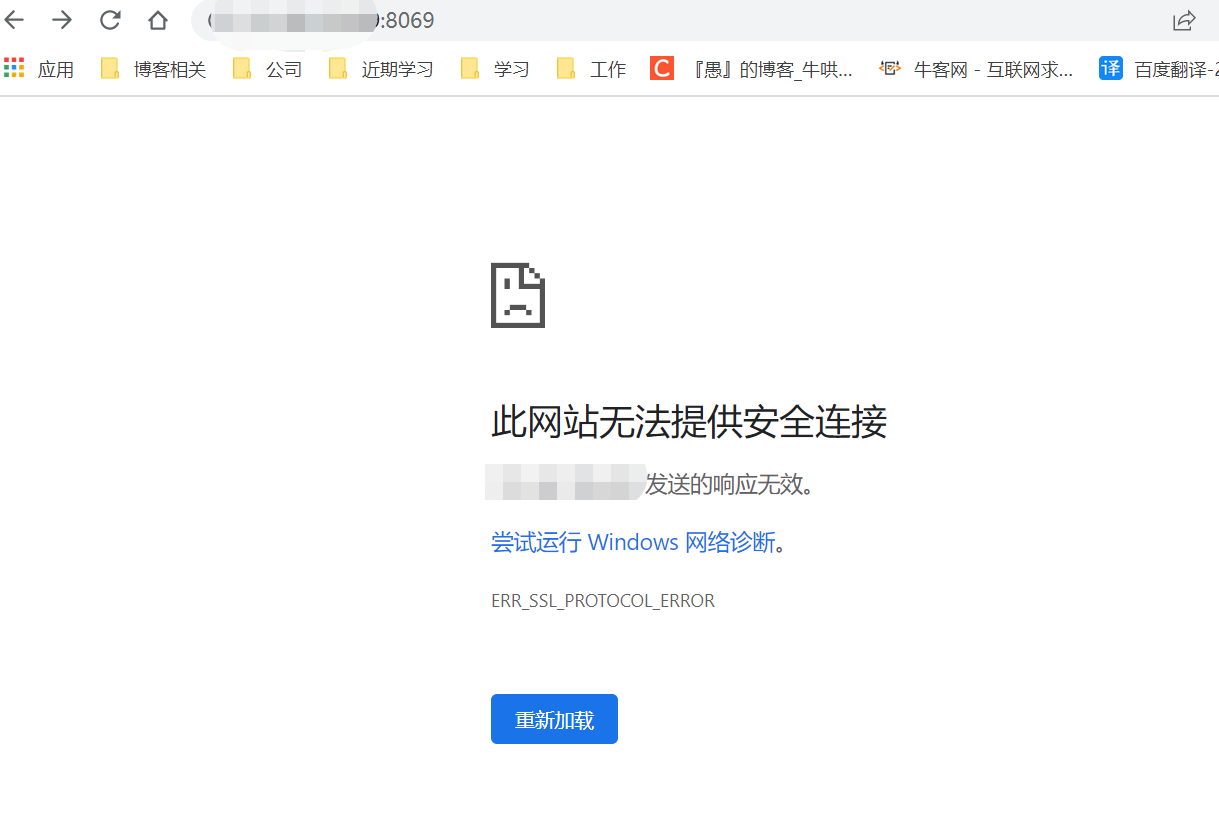 :8069
应用 博客相关 公司 近期学习 学习 工作 C 『愚』的博客_牛哄... 牛客网 - 互联网求... 译 百度翻译-2
此网站无法提供安全连接
发送的响应无效。
尝试运行 Windows 网络诊断。
ERR_SSL_PROTOCOL_ERROR
重新加载